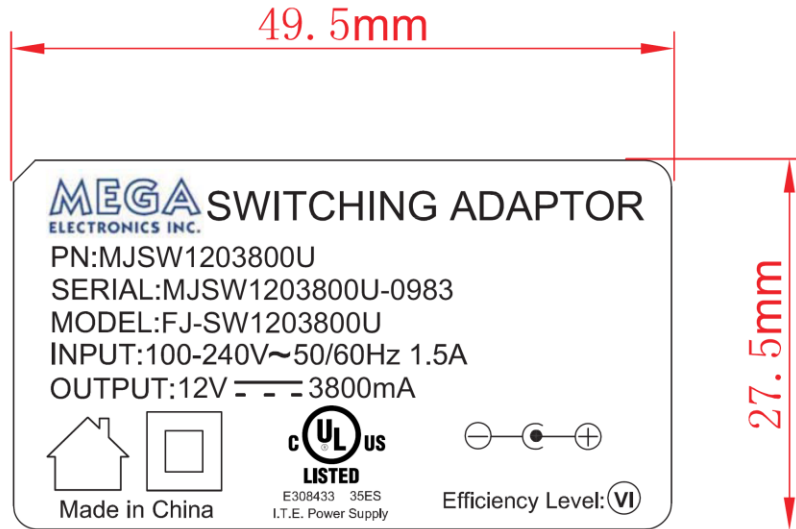 49.5mm
MEGA
ELECTRONICS INC.
SWITCHING ADAPTOR
PN:MJSW1203800U
SERIAL:MJSW1203800U-0983
MODEL:FJ-SW1203800U
INPUT:100-240V~50/60Hz 1.5A
OUTPUT:12V ⎓ 3800mA
27.5mm
C UL US
®
LISTED
E308433 35ES
I.T.E. Power Supply
Made in China
Efficiency Level: VI